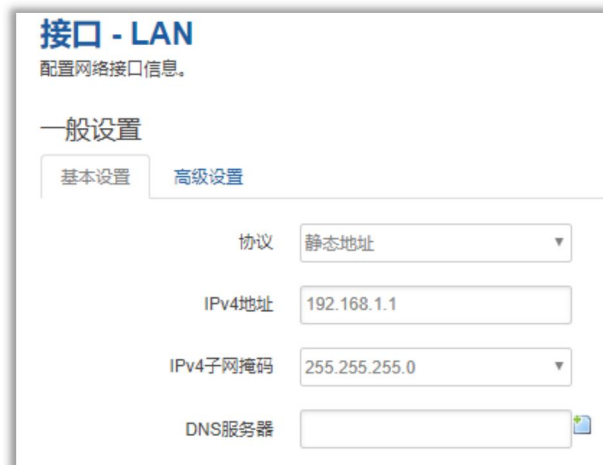 接口 - LAN
配置网络接口信息。
一般设置
基本设置 高级设置
协议 静态地址
IPv4地址 192.168.1.1
IPv4子网掩码 255.255.255.0
DNS服务器